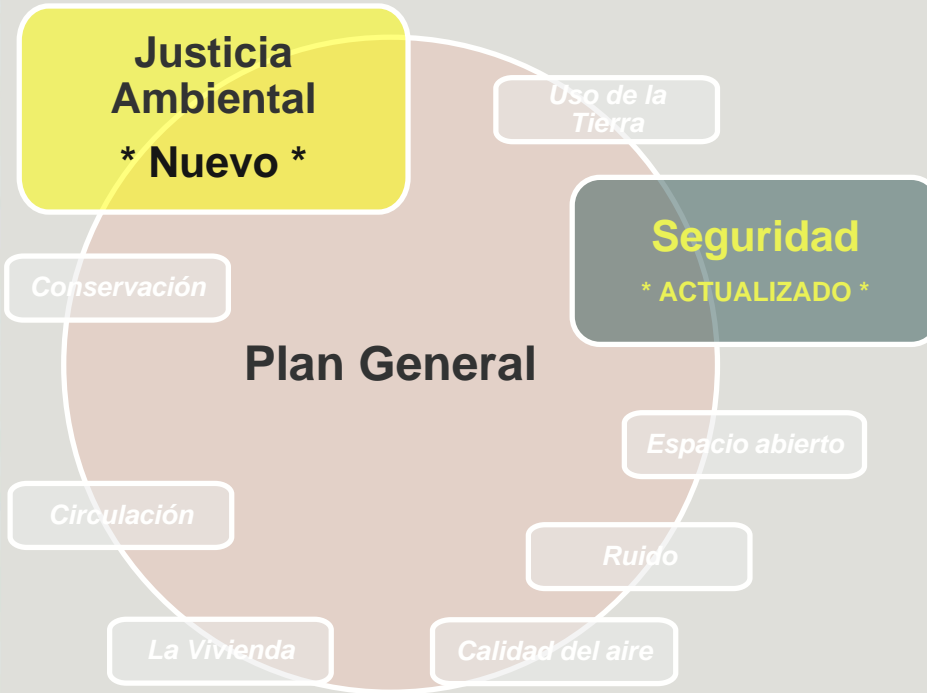 Justicia
Ambiental
* Nuevo *
Uso de la
Tierra
Seguridad
* ACTUALIZADO *
Conservación
Plan General
Espacio abierto
Circulación
Ruido
La Vivienda
Calidad del aire